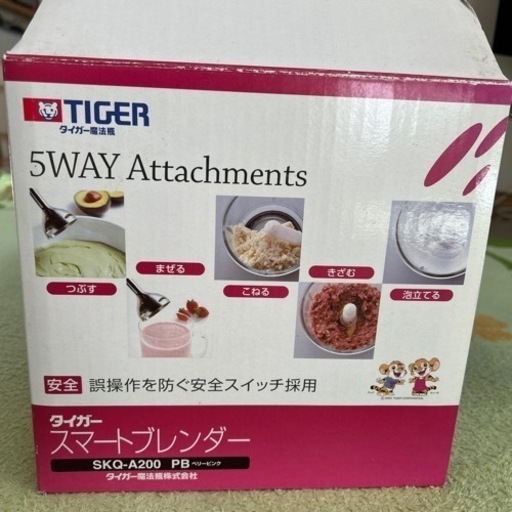 TIGER
タイガー魔法瓶
5WAY Attachments
つぶす
まぜる
こねる
きざむ
泡立てる
安全 誤操作を防ぐ安全スイッチ採用
タイガー
スマートブレンダー
SKQ-A200 PB ベリーピンク
タイガー魔法瓶株式会社